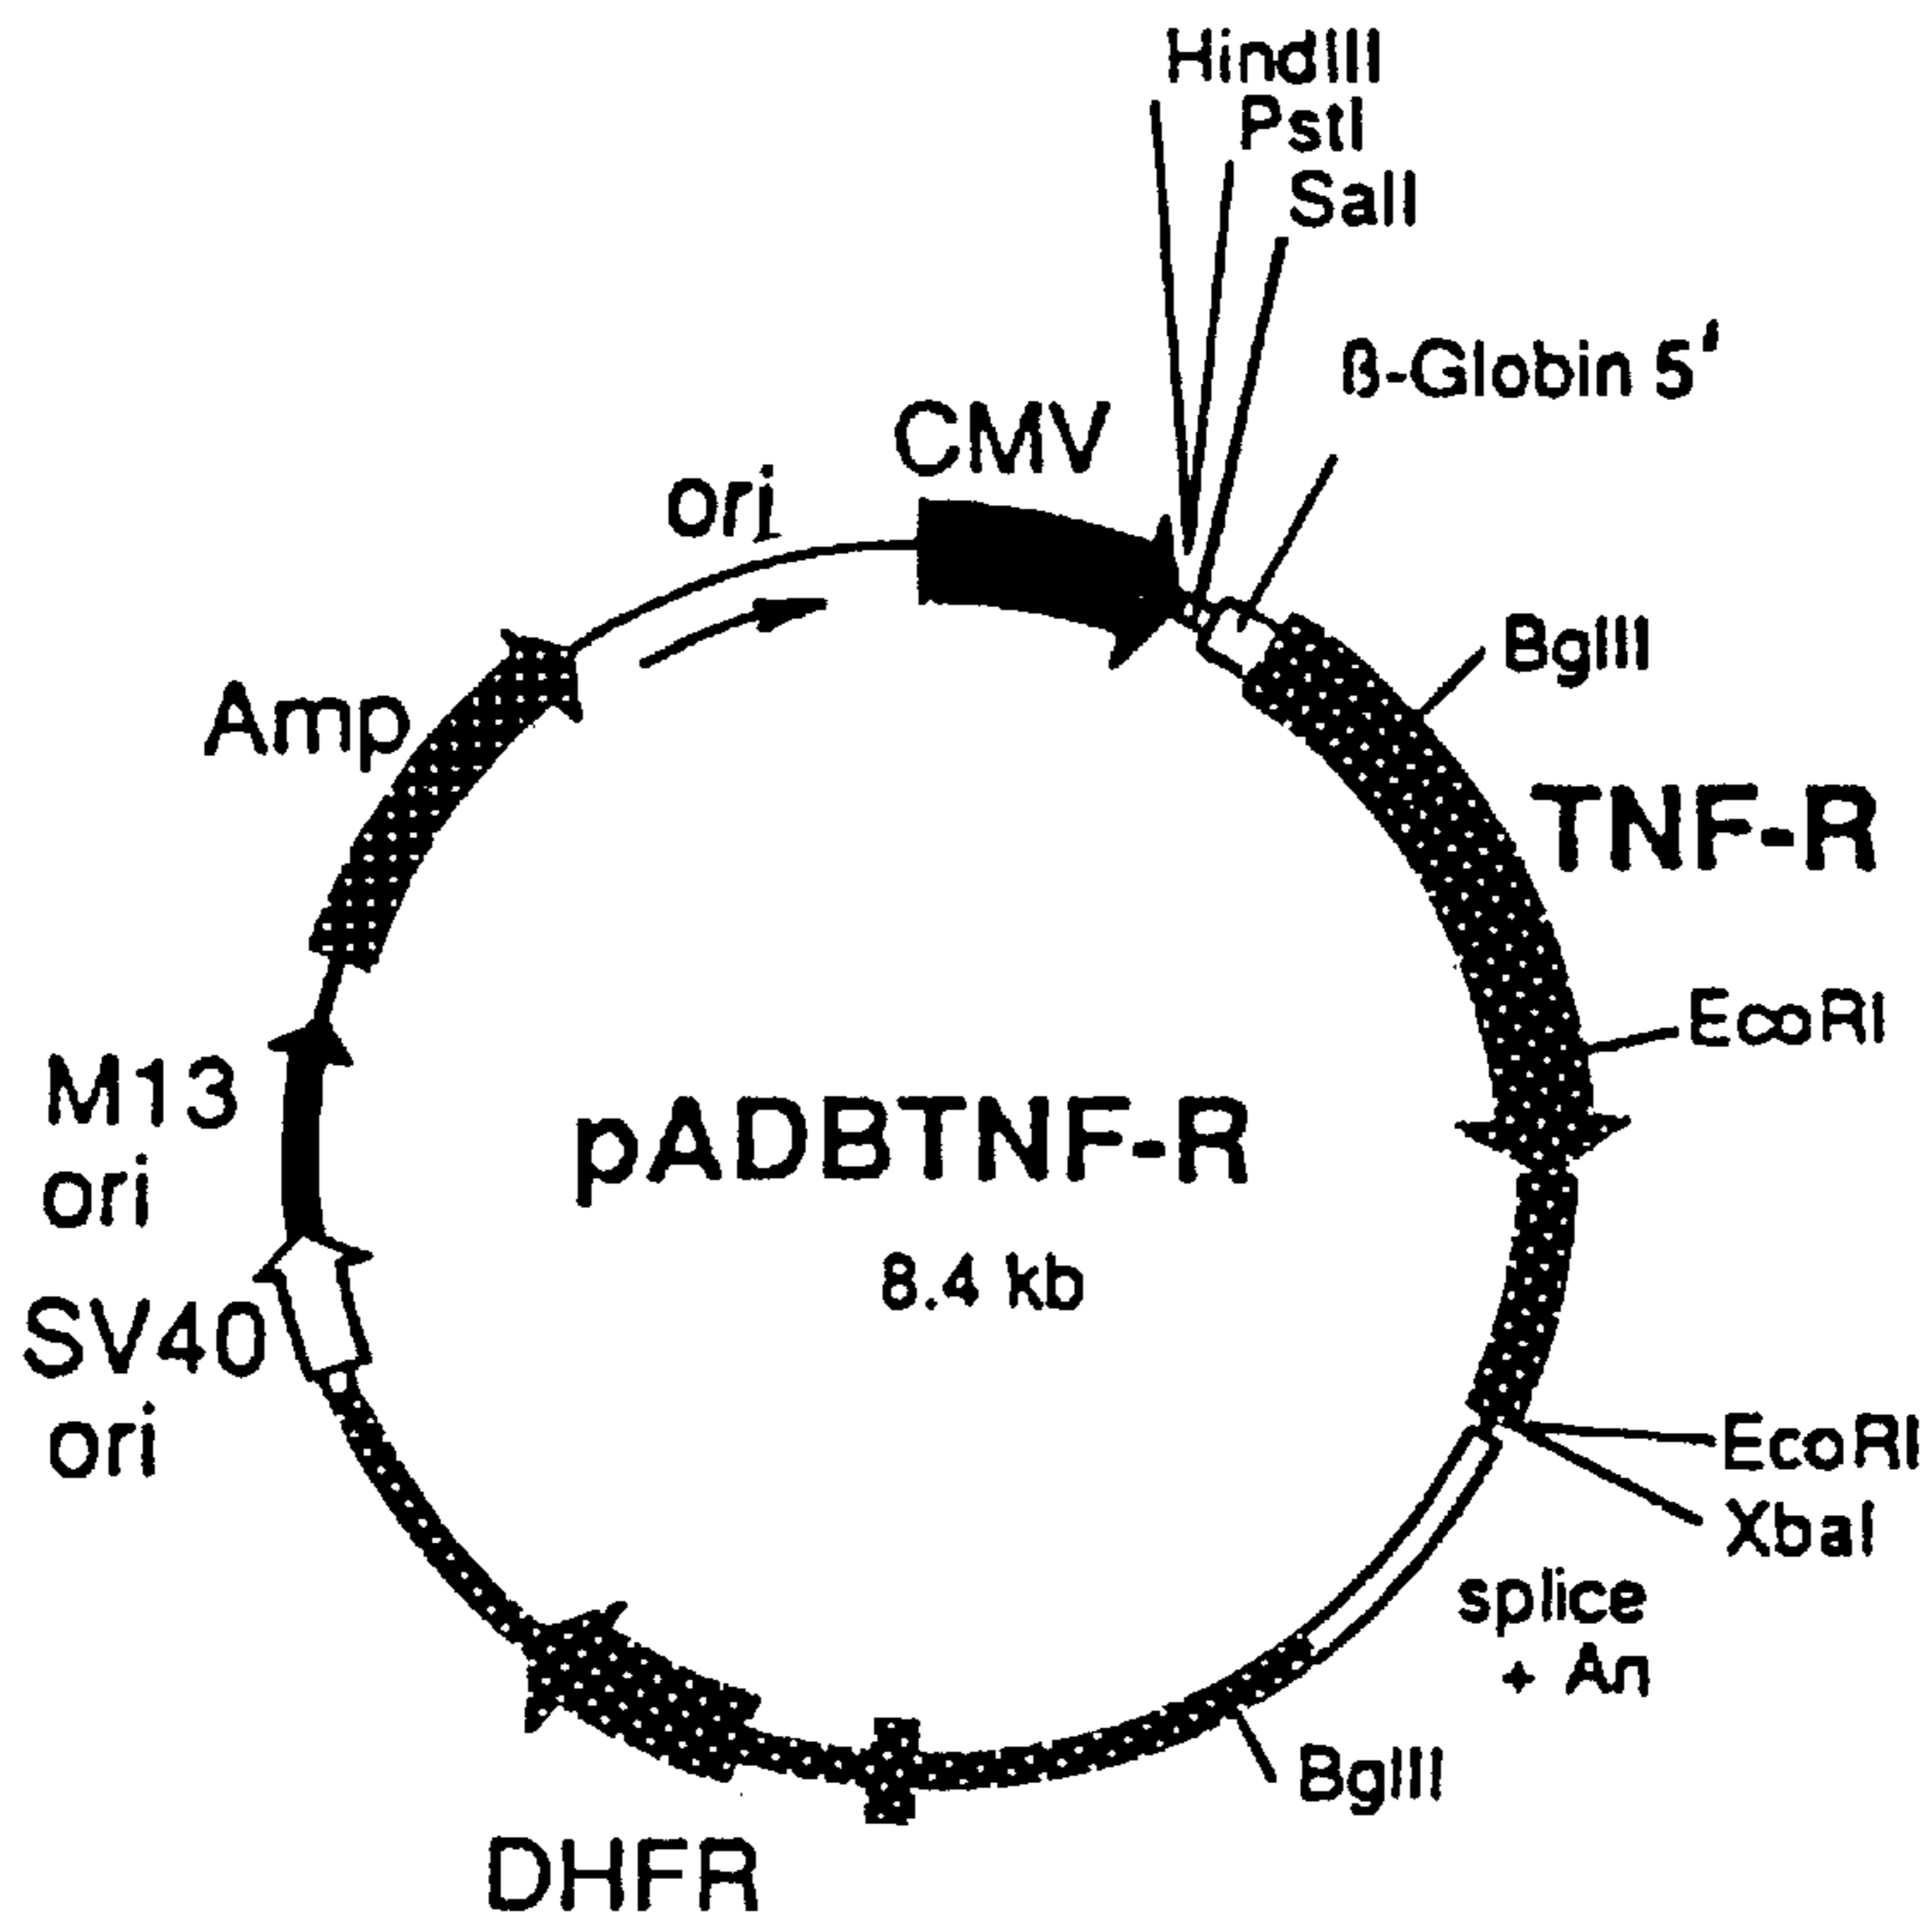 HindIII
PstI
SalI
ß-Globin 5'
CMV
ori
BglII
Amp
TNF-R
EcoRI
M13
ori
pADBTNF-R
8.4 kb
SV40
ori
EcoRI
XbaI
splice
+ An
BglII
DHFR